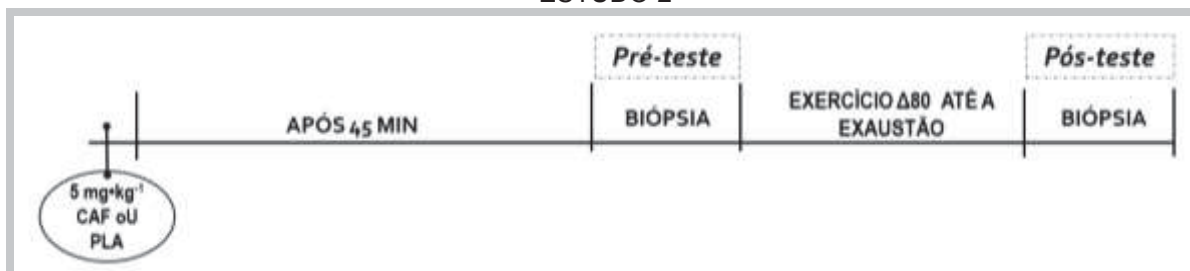 Pré-teste
Pós-teste
APÓS 45 MIN
BIÓPSIA
EXERCÍCIO Δ80 ATÉ A
EXAUSTÃO
BIÓPSIA
5 mg•kg⁻¹
CAF oU
PLA